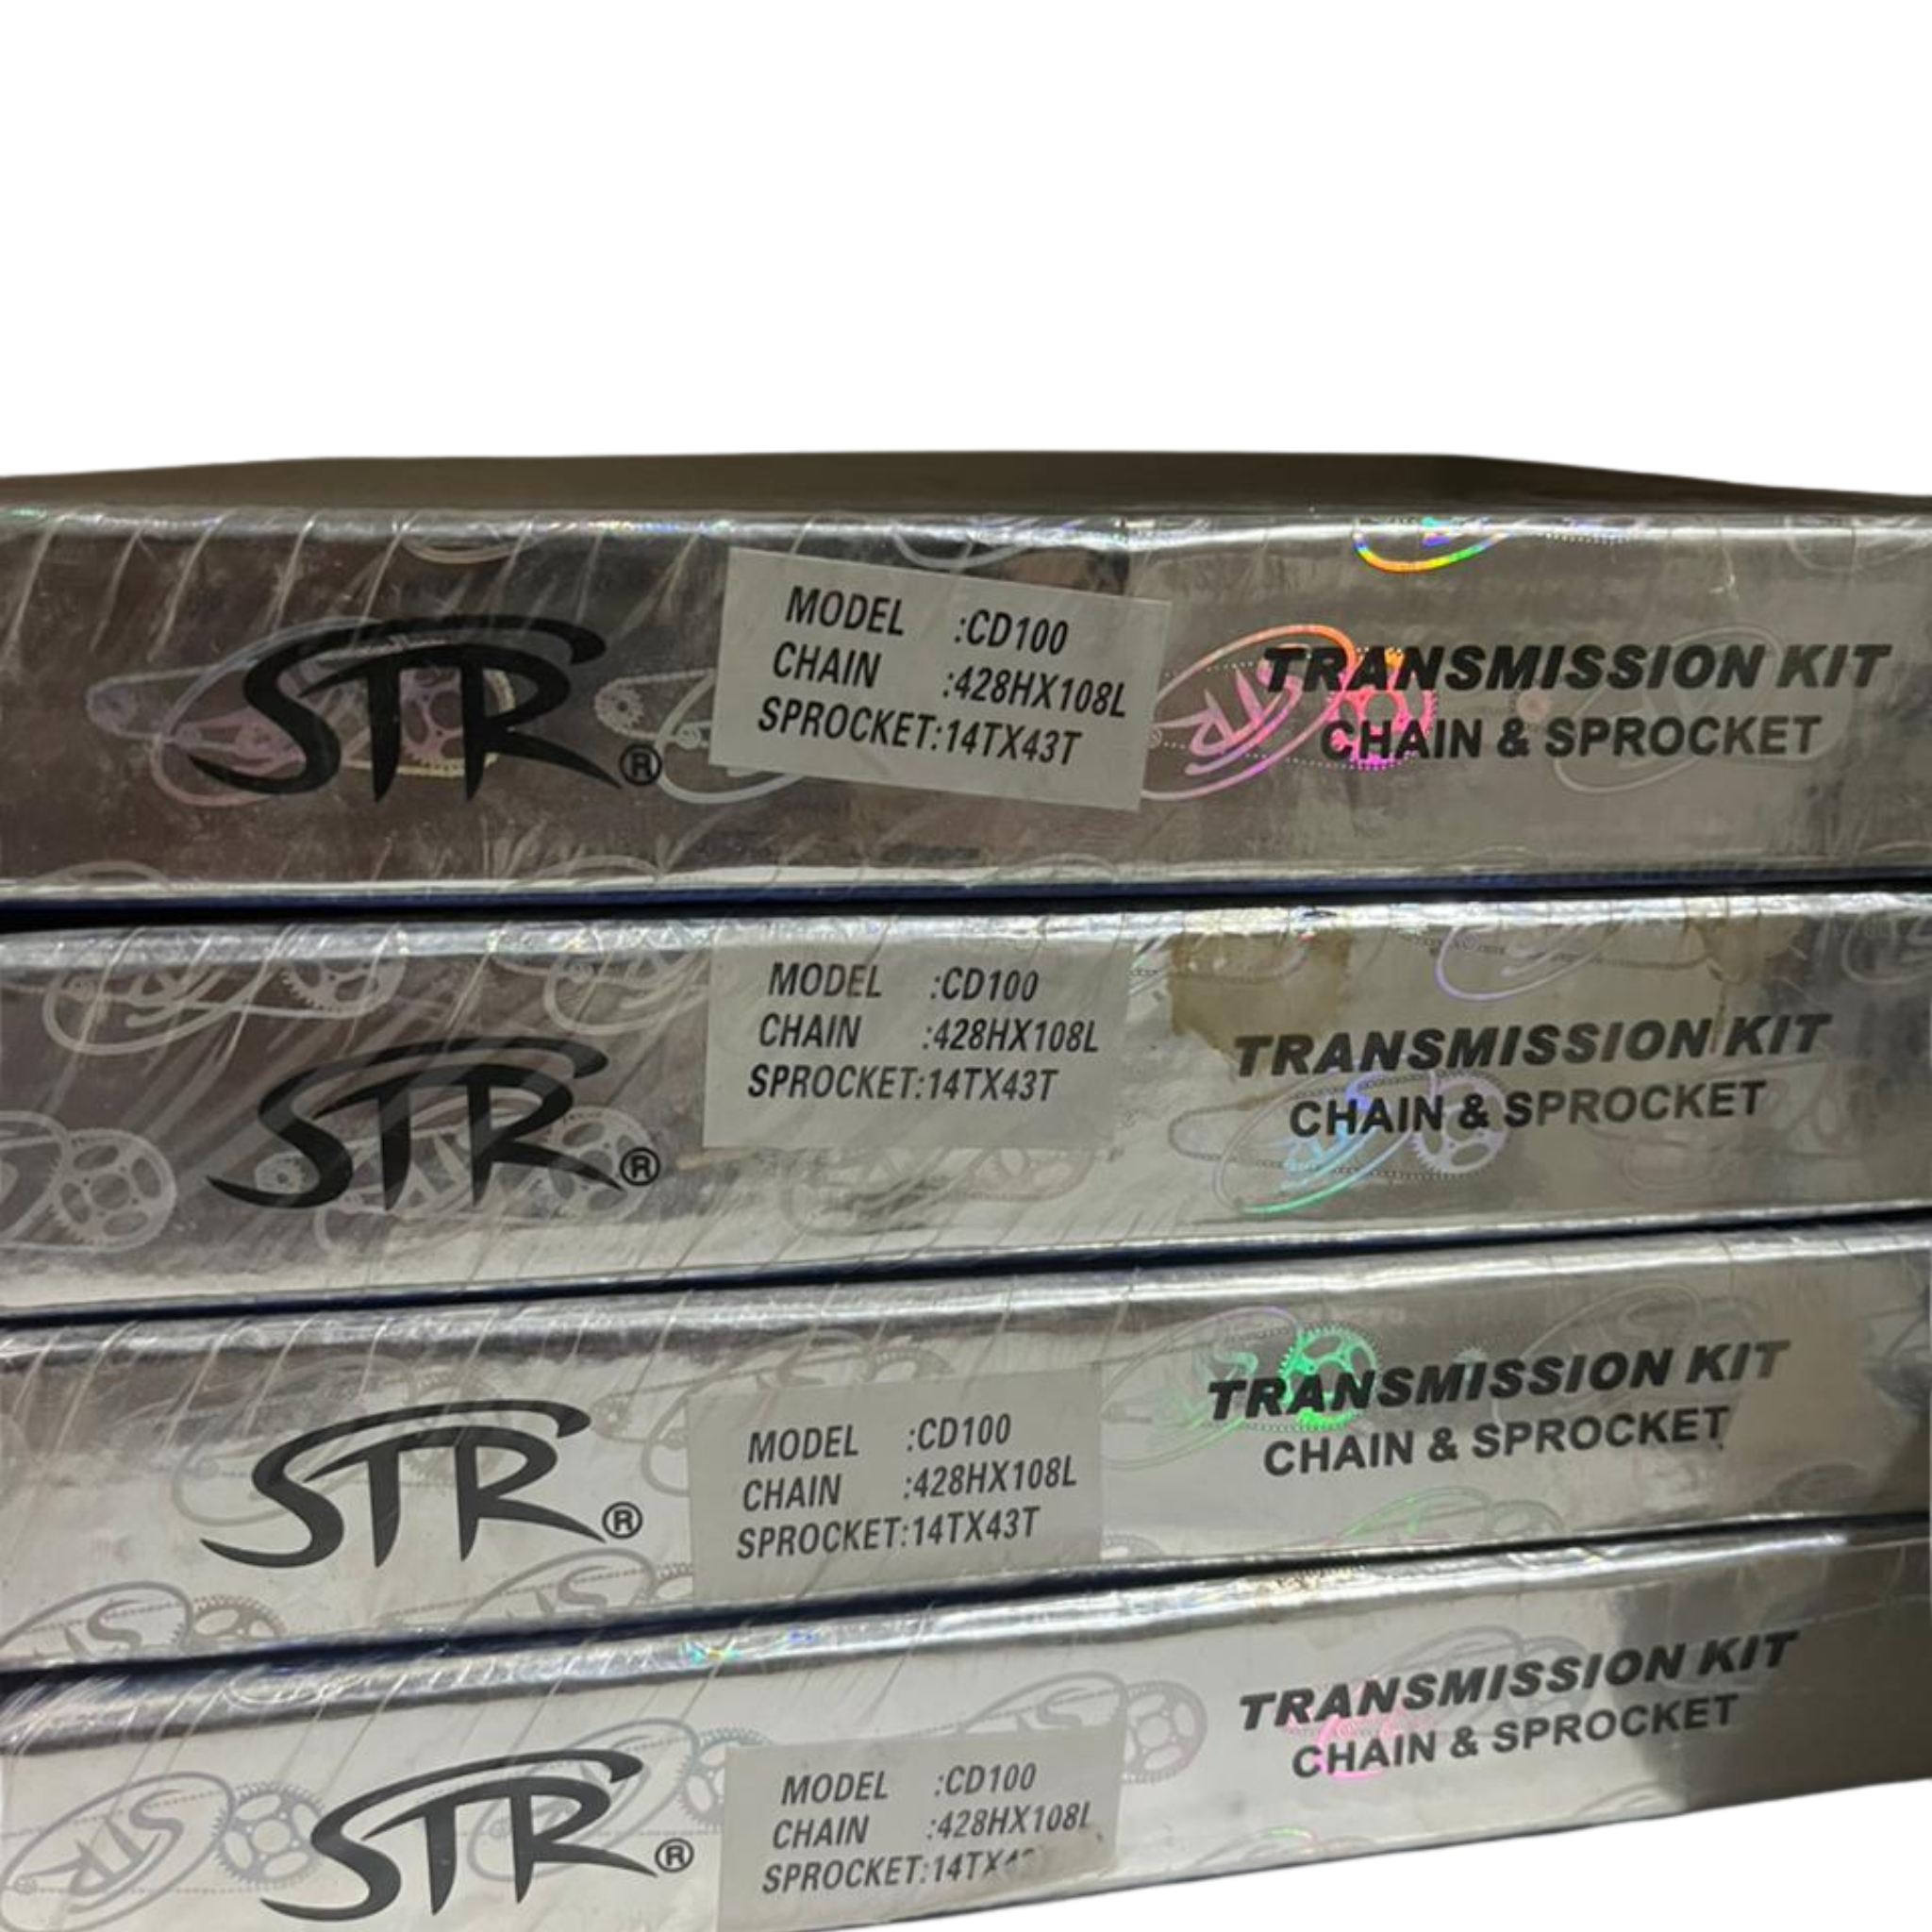 STR®
MODEL :CD100
CHAIN :428HX108L
SPROCKET:14TX43T
TRANSMISSION KIT
CHAIN & SPROCKET
STR®
MODEL :CD100
CHAIN :428HX108L
SPROCKET:14TX43T
TRANSMISSION KIT
CHAIN & SPROCKET
STR®
MODEL :CD100
CHAIN :428HX108L
SPROCKET:14TX43T
TRANSMISSION KIT
CHAIN & SPROCKET
STR®
MODEL :CD100
CHAIN :428HX108L
SPROCKET:
TRANSMISSION KIT
CHAIN & SPROCKET